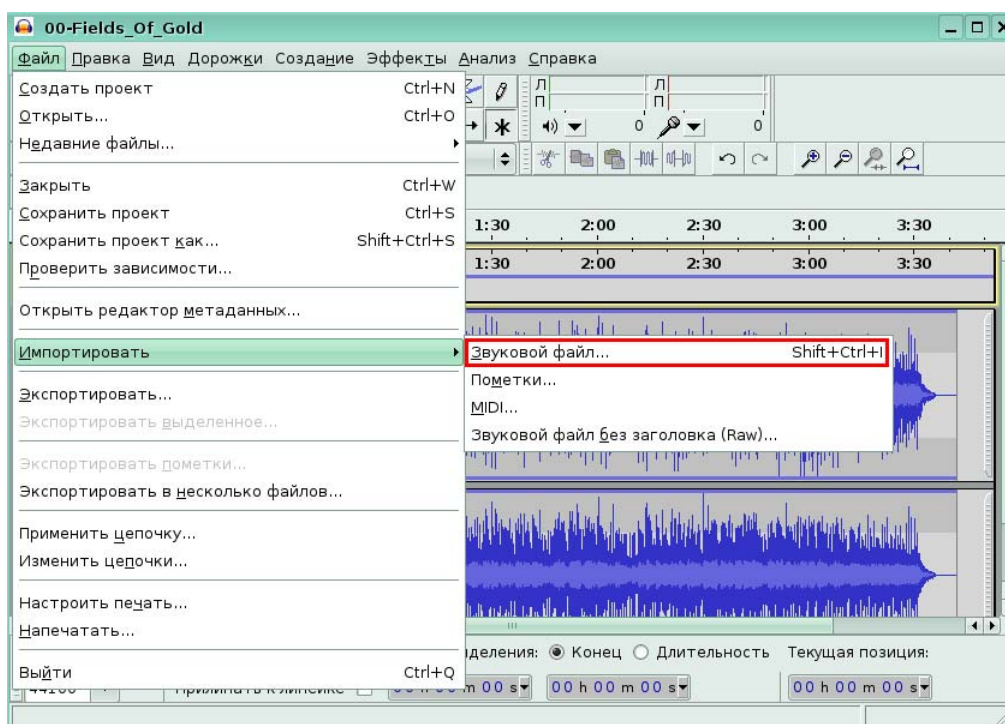 00-Fields_Of_Gold
Файл Правка Вид Дорожки Создание Эффекты Анализ Справка
Создать проект Ctrl+N
Открыть... Ctrl+O
Недавние файлы...
Закрыть Ctrl+W
Сохранить проект Ctrl+S
Сохранить проект как... Shift+Ctrl+S
Проверить зависимости...
Открыть редактор метаданных...
Импортировать
Экспортировать...
Экспортировать выделенное...
Экспортировать пометки...
Экспортировать в несколько файлов...
Применить цепочку...
Изменить цепочки...
Настроить печать...
Напечатать...
Выйти Ctrl+Q
Л Л
П П
0 0
1:30 2:00 2:30 3:00 3:30
1:30 2:00 2:30 3:00 3:30
Звуковой файл... Shift+Ctrl+I
Пометки...
MIDI...
Звуковой файл без заголовка (Raw)...
Конец Длительность Текущая позиция:
m 00 s 00 h 00 m 00 s 00 h 00 m 00 s